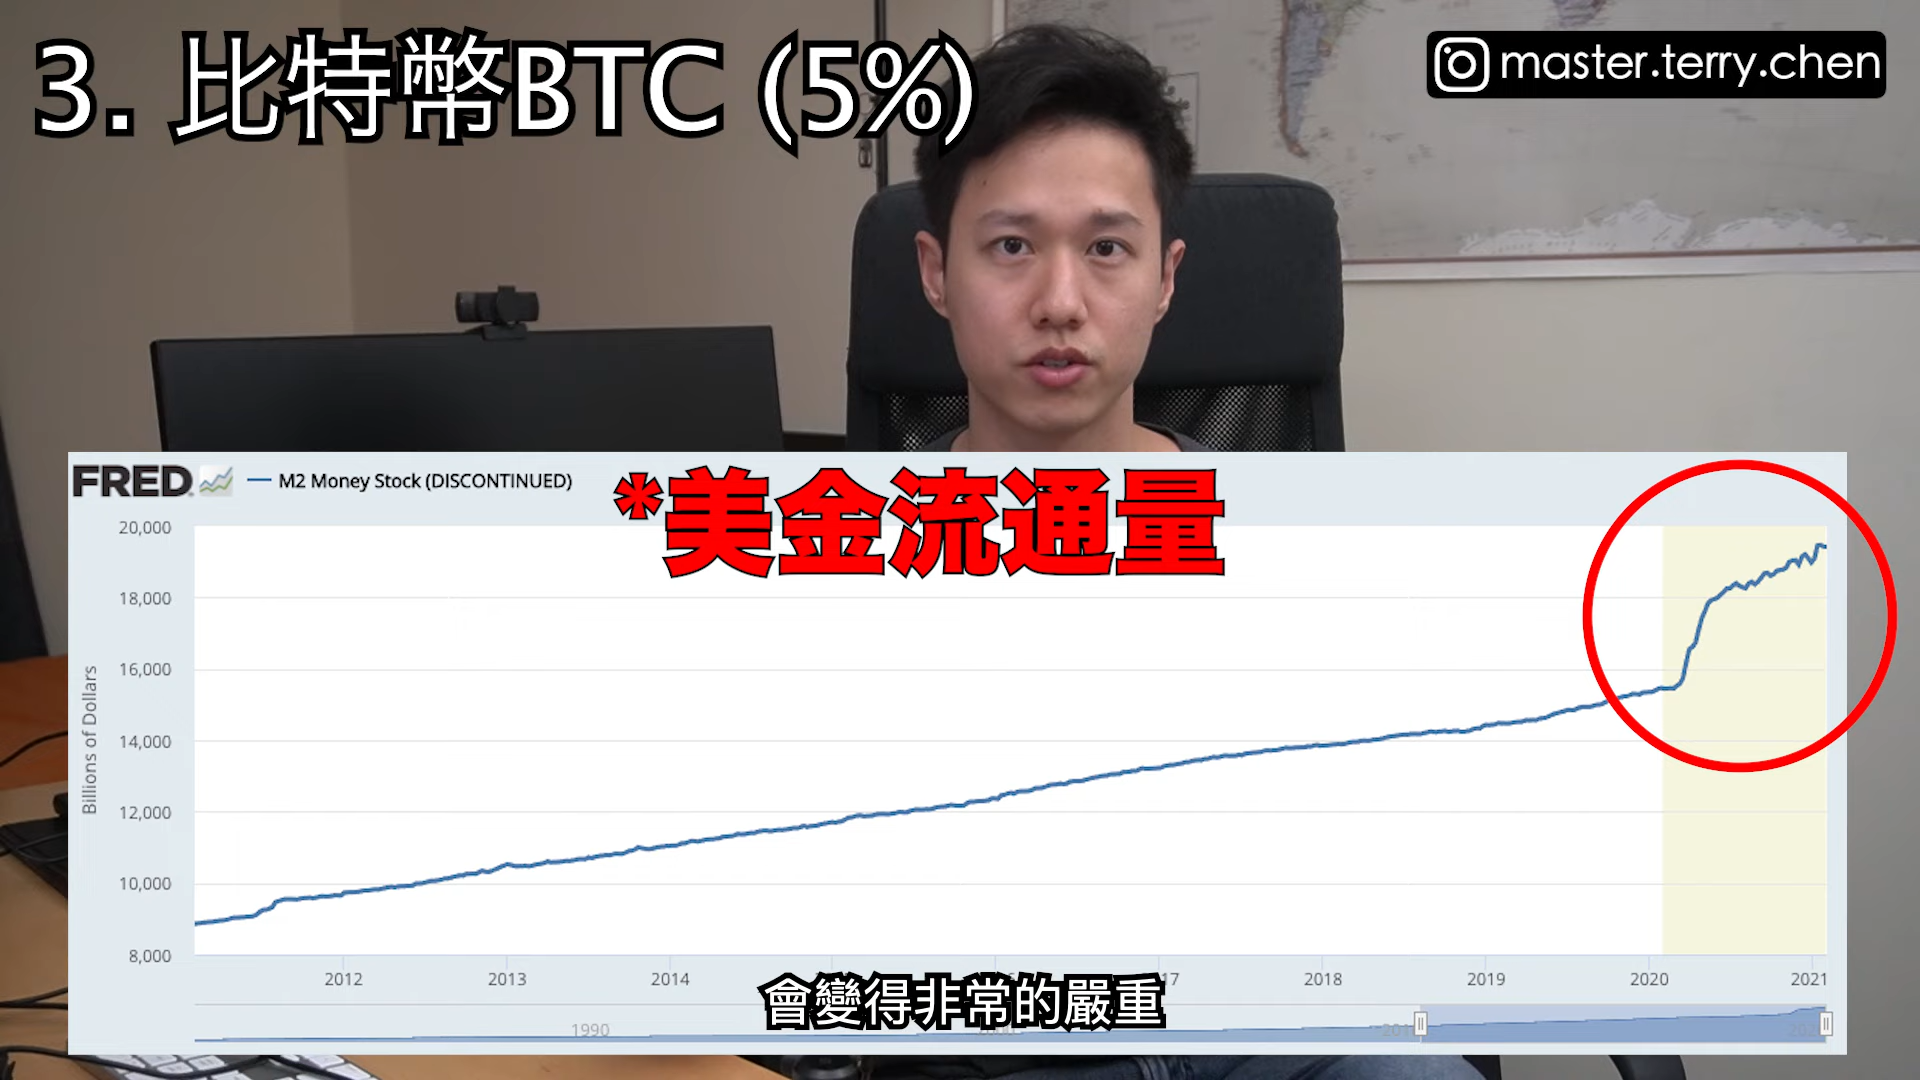 3. 比特幣BTC (5%)
master.terry.chen
FRED
M2 Money Stock (DISCONTINUED)
*美金流通量
Billions of Dollars
20,000
18,000
16,000
14,000
12,000
10,000
8,000
2012 2013 2014 2018 2019 2020 2021
會變得非常的嚴重
1990